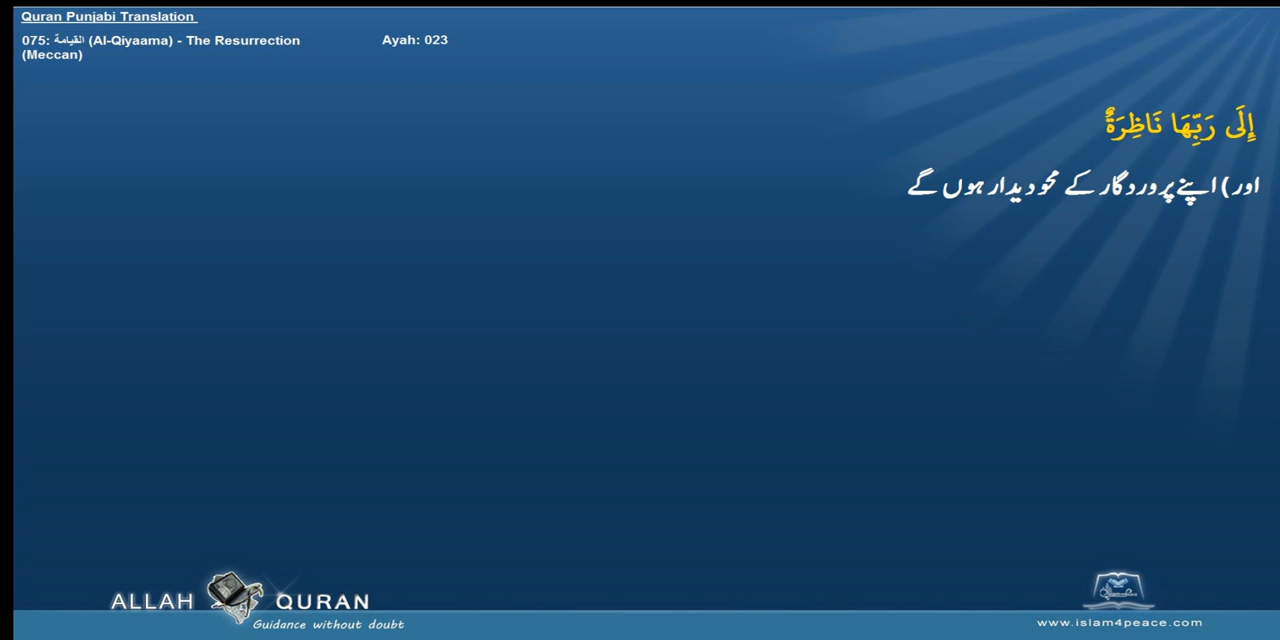 Quran Punjabi Translation
075: القيامة (Al-Qiyaama) - The Resurrection
(Meccan)
Ayah: 023
إِلَى رَبِّهَا نَاظِرَةٌ
اور) اپنے پروردگار کے محو دیدار ہوں گے
ALLAH QURAN
Guidance without doubt
www.islam4peace.com